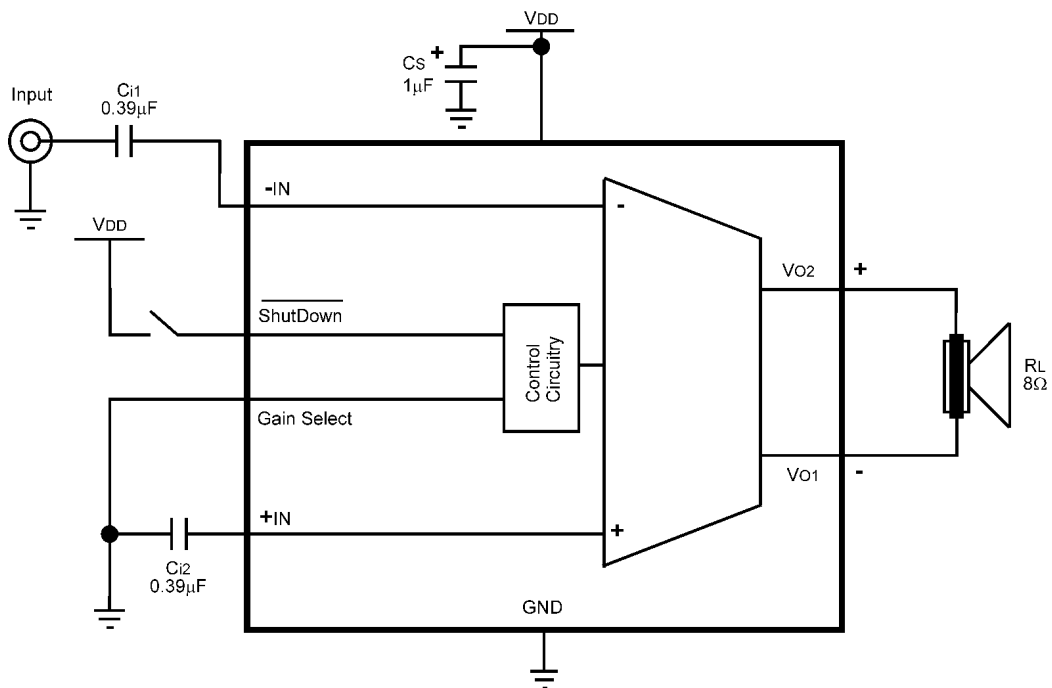 VDD
CS +
1μF
Input
Ci1
0.39μF
-IN
-
VDD
VO2
+
ShutDown
Control
Circuitry
RL
8Ω
Gain Select
VO1
-
+IN
+
Ci2
0.39μF
GND